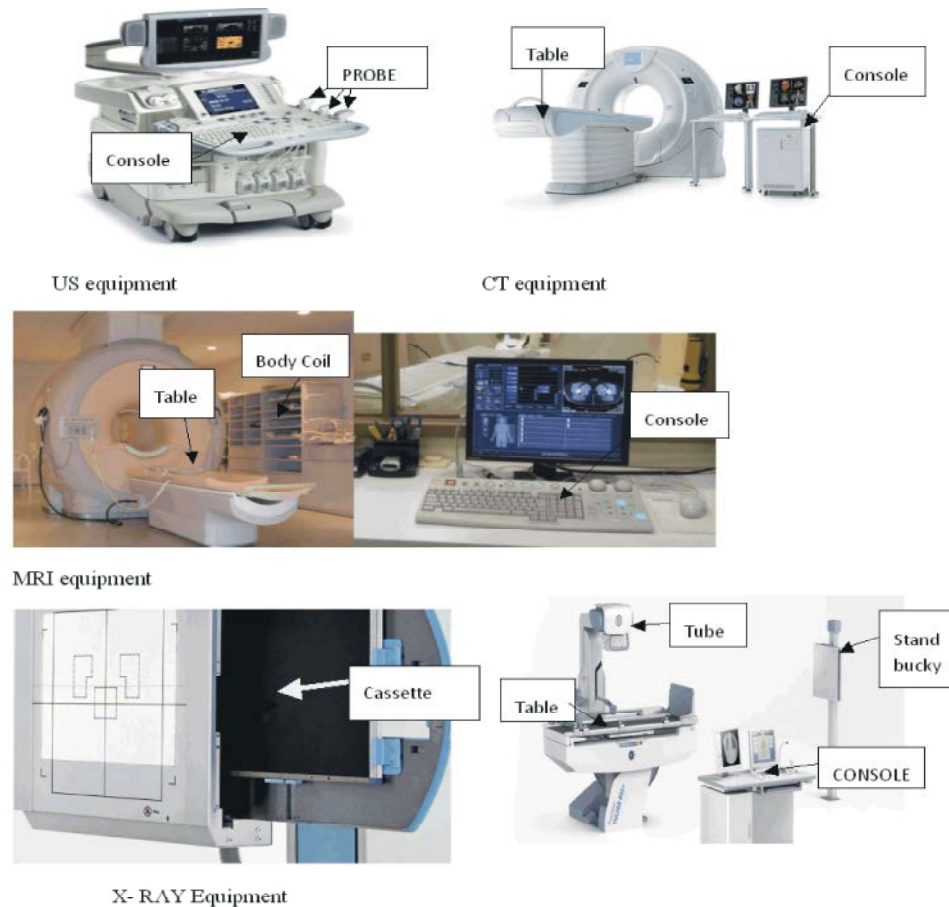 PROBE
Console
Table
Console
US equipment
CT equipment
Body Coil
Table
Console
MRI equipment
Cassette
Tube
Stand
bucky
Table
CONSOLE
X- RAY Equipment